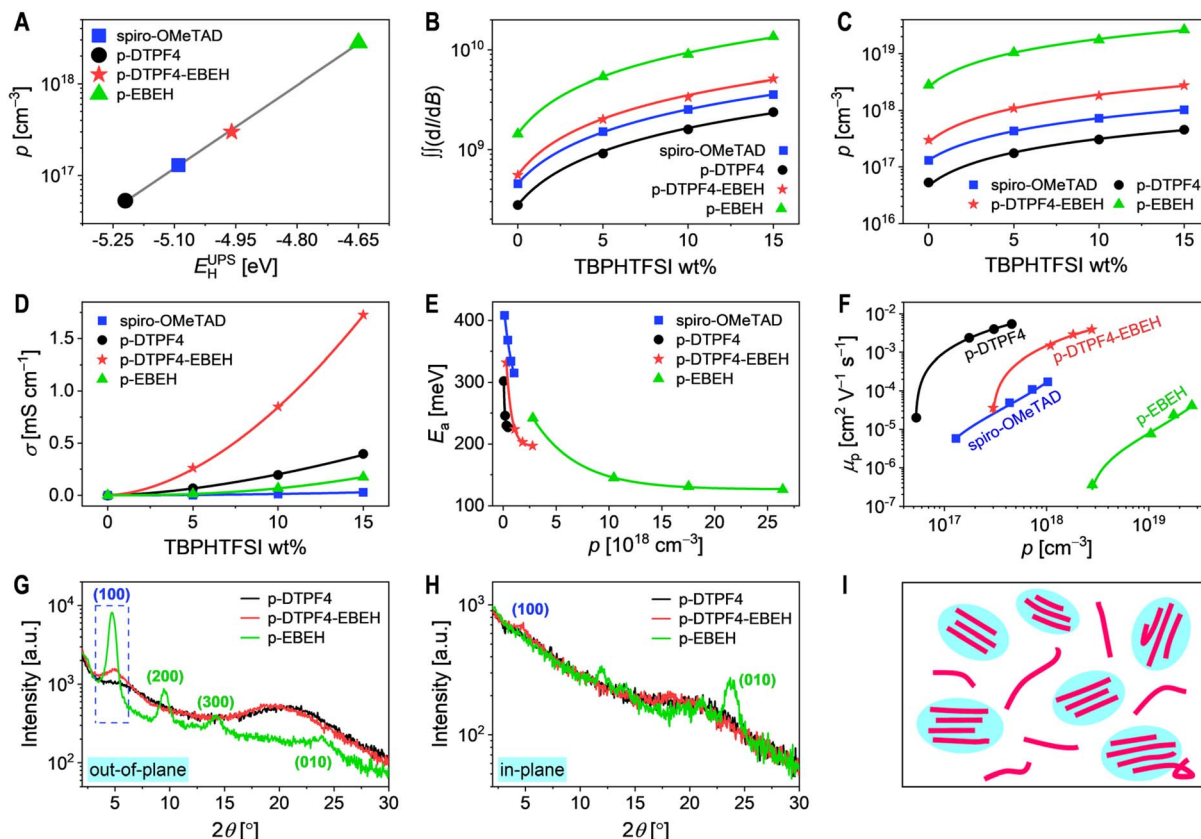 A
p [cm⁻³]
10¹⁸
10¹⁷
spiro-OMeTAD
p-DTPF4
p-DTPF4-EBEH
p-EBEH
-5.25 -5.10 -4.95 -4.80 -4.65
E_H^UPS [eV]
B
∬(dI/dB)
10¹⁰
10⁹
spiro-OMeTAD
p-DTPF4
p-DTPF4-EBEH
p-EBEH
0 5 10 15
TBPHTFSI wt%
C
p [cm⁻³]
10¹⁹
10¹⁸
10¹⁷
10¹⁶
spiro-OMeTAD p-DTPF4
p-DTPF4-EBEH p-EBEH
0 5 10 15
TBPHTFSI wt%
D
σ [mS cm⁻¹]
1.5
1.0
0.5
0.0
spiro-OMeTAD
p-DTPF4
p-DTPF4-EBEH
p-EBEH
0 5 10 15
TBPHTFSI wt%
E
E_a [meV]
400
300
200
100
spiro-OMeTAD
p-DTPF4
p-DTPF4-EBEH
p-EBEH
0 5 10 15 20 25
p [10¹⁸ cm⁻³]
F
μ_p [cm² V⁻¹ s⁻¹]
10⁻²
10⁻³
10⁻⁴
10⁻⁵
10⁻⁶
10⁻⁷
p-DTPF4
p-DTPF4-EBEH
spiro-OMeTAD
p-EBEH
10¹⁷ 10¹⁸ 10¹⁹
p [cm⁻³]
G
Intensity [a.u.]
10⁴
10³
10²
(100)
p-DTPF4
p-DTPF4-EBEH
p-EBEH
(200)
(300)
(010)
out-of-plane
5 10 15 20 25 30
2θ [°]
H
Intensity [a.u.]
10³
10²
(100)
p-DTPF4
p-DTPF4-EBEH
p-EBEH
(010)
in-plane
5 10 15 20 25 30
2θ [°]
I